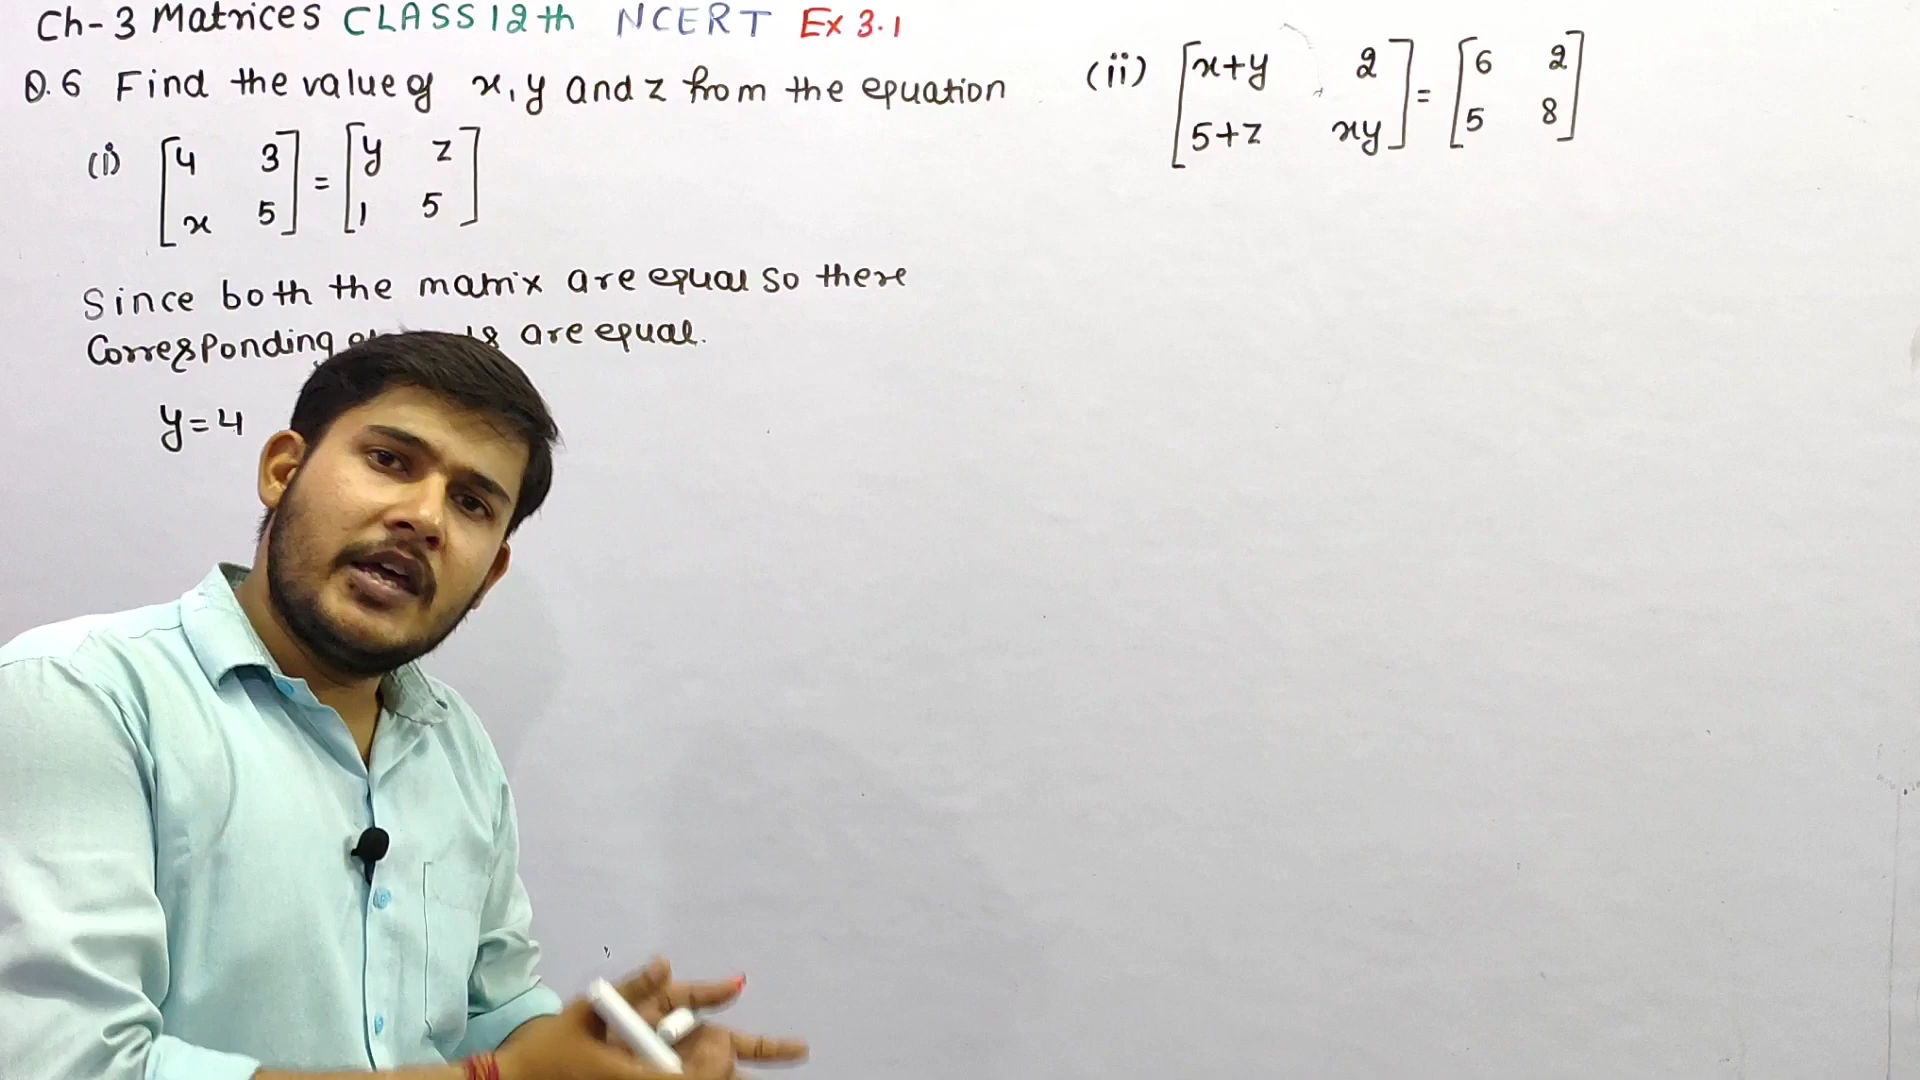 Ch-3 Matrices CLASS 12th NCERT Ex 3.1
Q.6 Find the value of x, y and z from the equation
(i) [4 3
x 5] = [y z
1 5]
Since both the matrix are equal so there
Corresponding are equal.
y=4
(ii) [x+y 2
5+z xy] = [6 2
5 8]